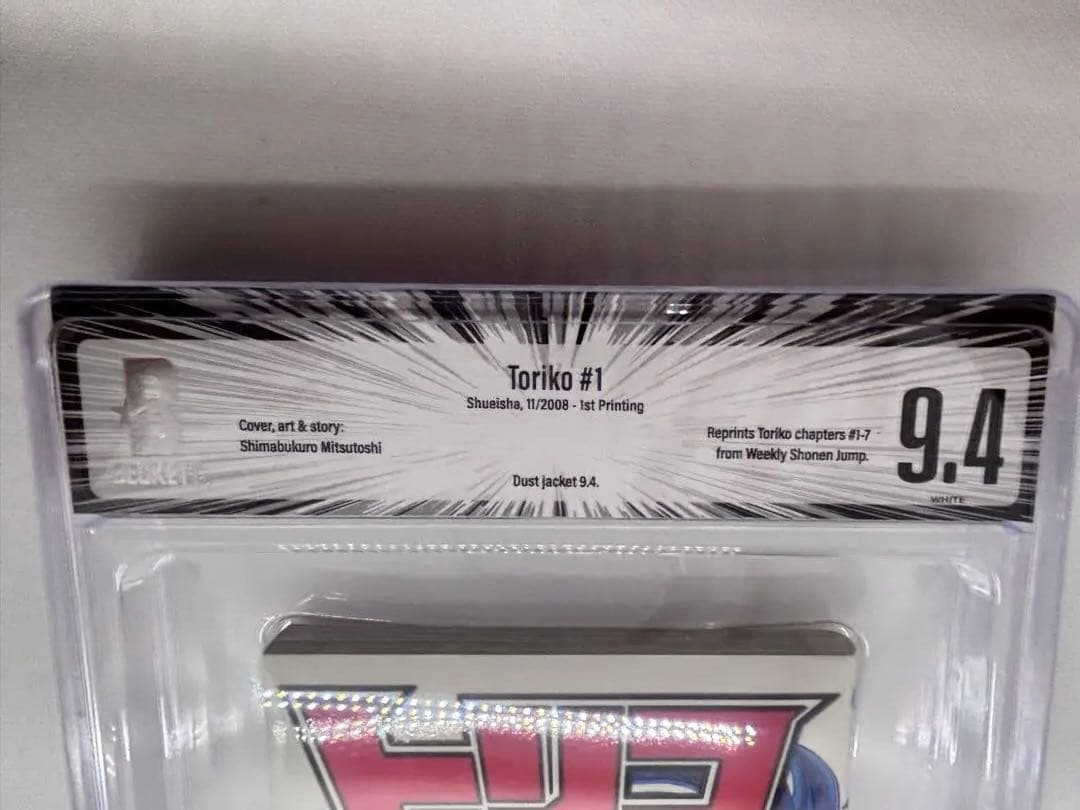 Toriko #1
Shueisha, 11/2008 - 1st Printing
Cover, art & story:
Shimabukuro Mitsutoshi
Reprints Toriko chapters #1-7
from Weekly Shonen Jump.
Dust jacket 9.4.
9.4
WHITE